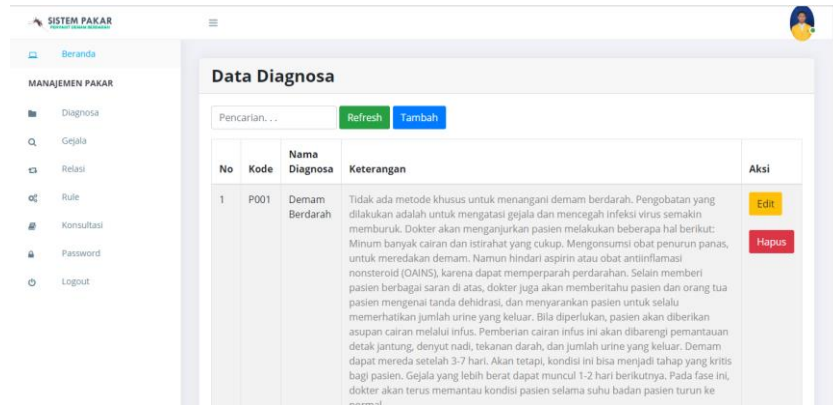 SISTEM PAKAR
PENYAKIT DEMAM BERDARAH
Beranda
MANAJEMEN PAKAR
Diagnosa
Gejala
Relasi
Rule
Konsultasi
Password
Logout
Data Diagnosa
Pencarian. . .
Refresh
Tambah
No Kode Nama Diagnosa Keterangan Aksi
1 P001 Demam Berdarah
Tidak ada metode khusus untuk menangani demam berdarah. Pengobatan yang
dilakukan adalah untuk mengatasi gejala dan mencegah infeksi virus semakin
memburuk. Dokter akan menganjurkan pasien melakukan beberapa hal berikut:
Minum banyak cairan dan istirahat yang cukup. Mengonsumsi obat penurun panas,
untuk meredakan demam. Namun hindari aspirin atau obat antiinflamasi
nonsteroid (OAINS), karena dapat memperparah perdarahan. Selain memberi
pasien berbagai saran di atas, dokter juga akan memberitahu pasien dan orang tua
pasien mengenai tanda dehidrasi, dan menyarankan pasien untuk selalu
memerhatikan jumlah urine yang keluar. Bila diperlukan, pasien akan diberikan
asupan cairan melalui infus. Pemberian cairan infus ini akan dibarengi pemantauan
detak jantung, denyut nadi, tekanan darah, dan jumlah urine yang keluar. Demam
dapat mereda setelah 3-7 hari. Akan tetapi, kondisi ini bisa menjadi tahap yang kritis
bagi pasien. Gejala yang lebih berat dapat muncul 1-2 hari berikutnya. Pada fase ini,
dokter akan terus memantau kondisi pasien selama suhu badan pasien turun ke
normal
Edit
Hapus